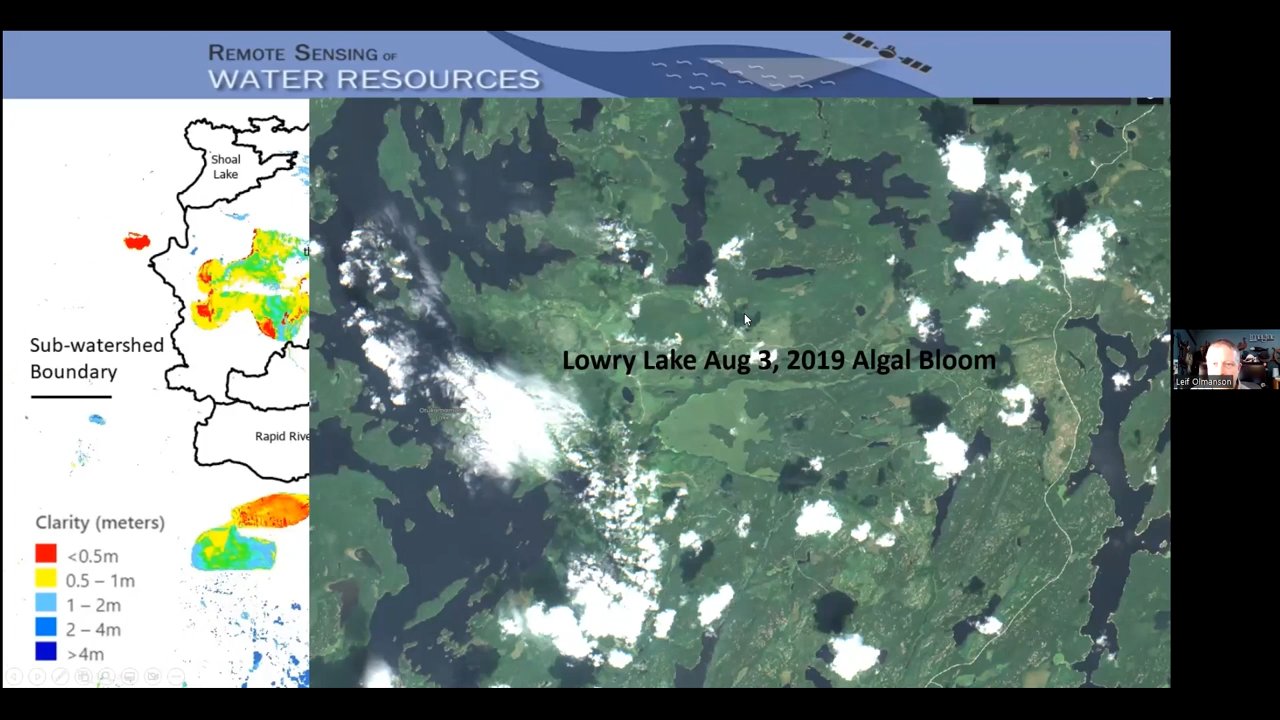 REMOTE SENSING OF
WATER RESOURCES
Shoal
Lake
Sub-watershed
Boundary
Rapid Rive
Clarity (meters)
<0.5m
0.5 – 1m
1 – 2m
2 – 4m
>4m
Lowry Lake Aug 3, 2019 Algal Bloom
Leif Olmanson